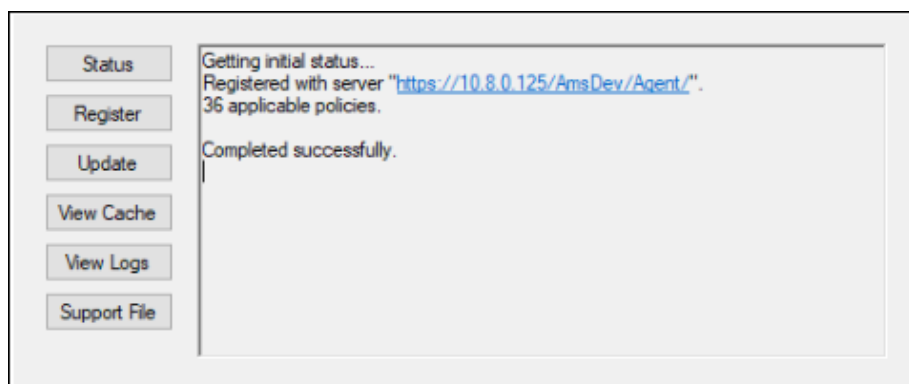 Status
Register
Update
View Cache
View Logs
Support File
Getting initial status...
Registered with server "https://10.8.0.125/AmsDev/Agent/".
36 applicable policies.
Completed successfully.